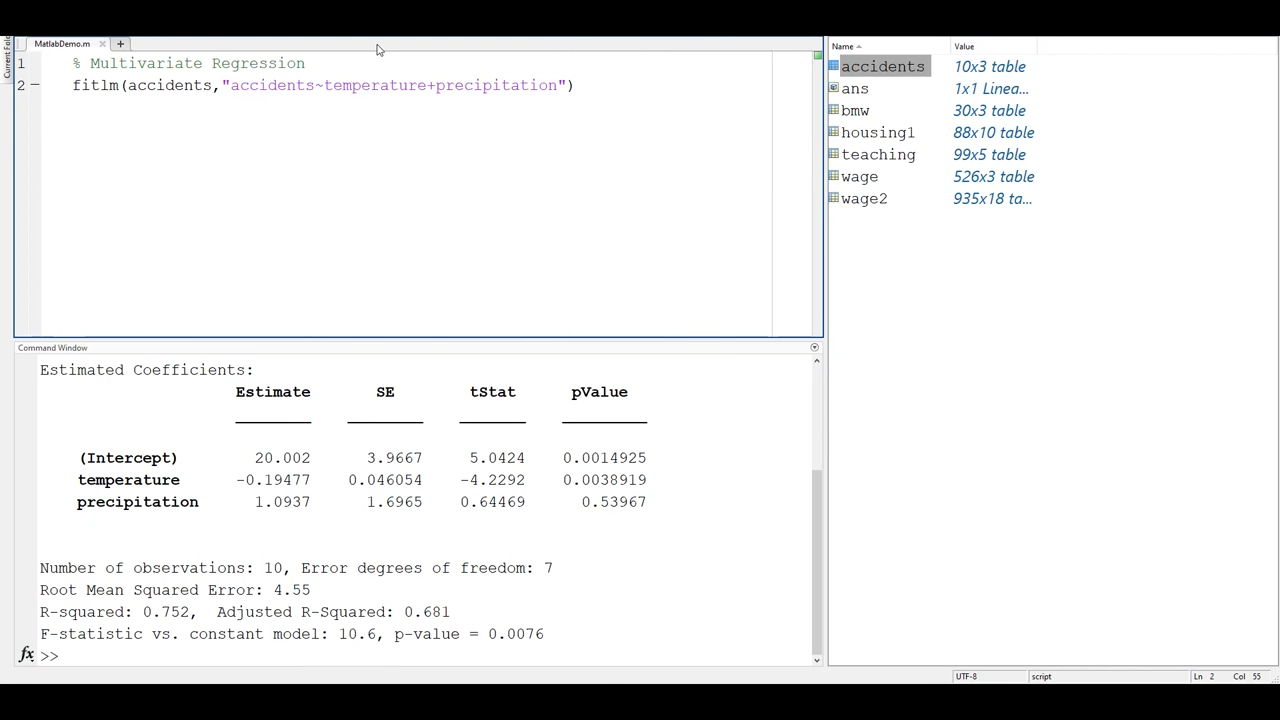 Current Fol
MatlabDemo.m
1 % Multivariate Regression
2 fitlm(accidents,"accidents~temperature+precipitation")
Command Window
Estimated Coefficients:
Estimate SE tStat pValue
(Intercept) 20.002 3.9667 5.0424 0.0014925
temperature -0.19477 0.046054 -4.2292 0.0038919
precipitation 1.0937 1.6965 0.64469 0.53967
Number of observations: 10, Error degrees of freedom: 7
Root Mean Squared Error: 4.55
R-squared: 0.752, Adjusted R-Squared: 0.681
F-statistic vs. constant model: 10.6, p-value = 0.0076
fx >>
Name Value
accidents 10x3 table
ans 1x1 Linea...
bmw 30x3 table
housing1 88x10 table
teaching 99x5 table
wage 526x3 table
wage2 935x18 ta...
UTF-8 script Ln 2 Col 55